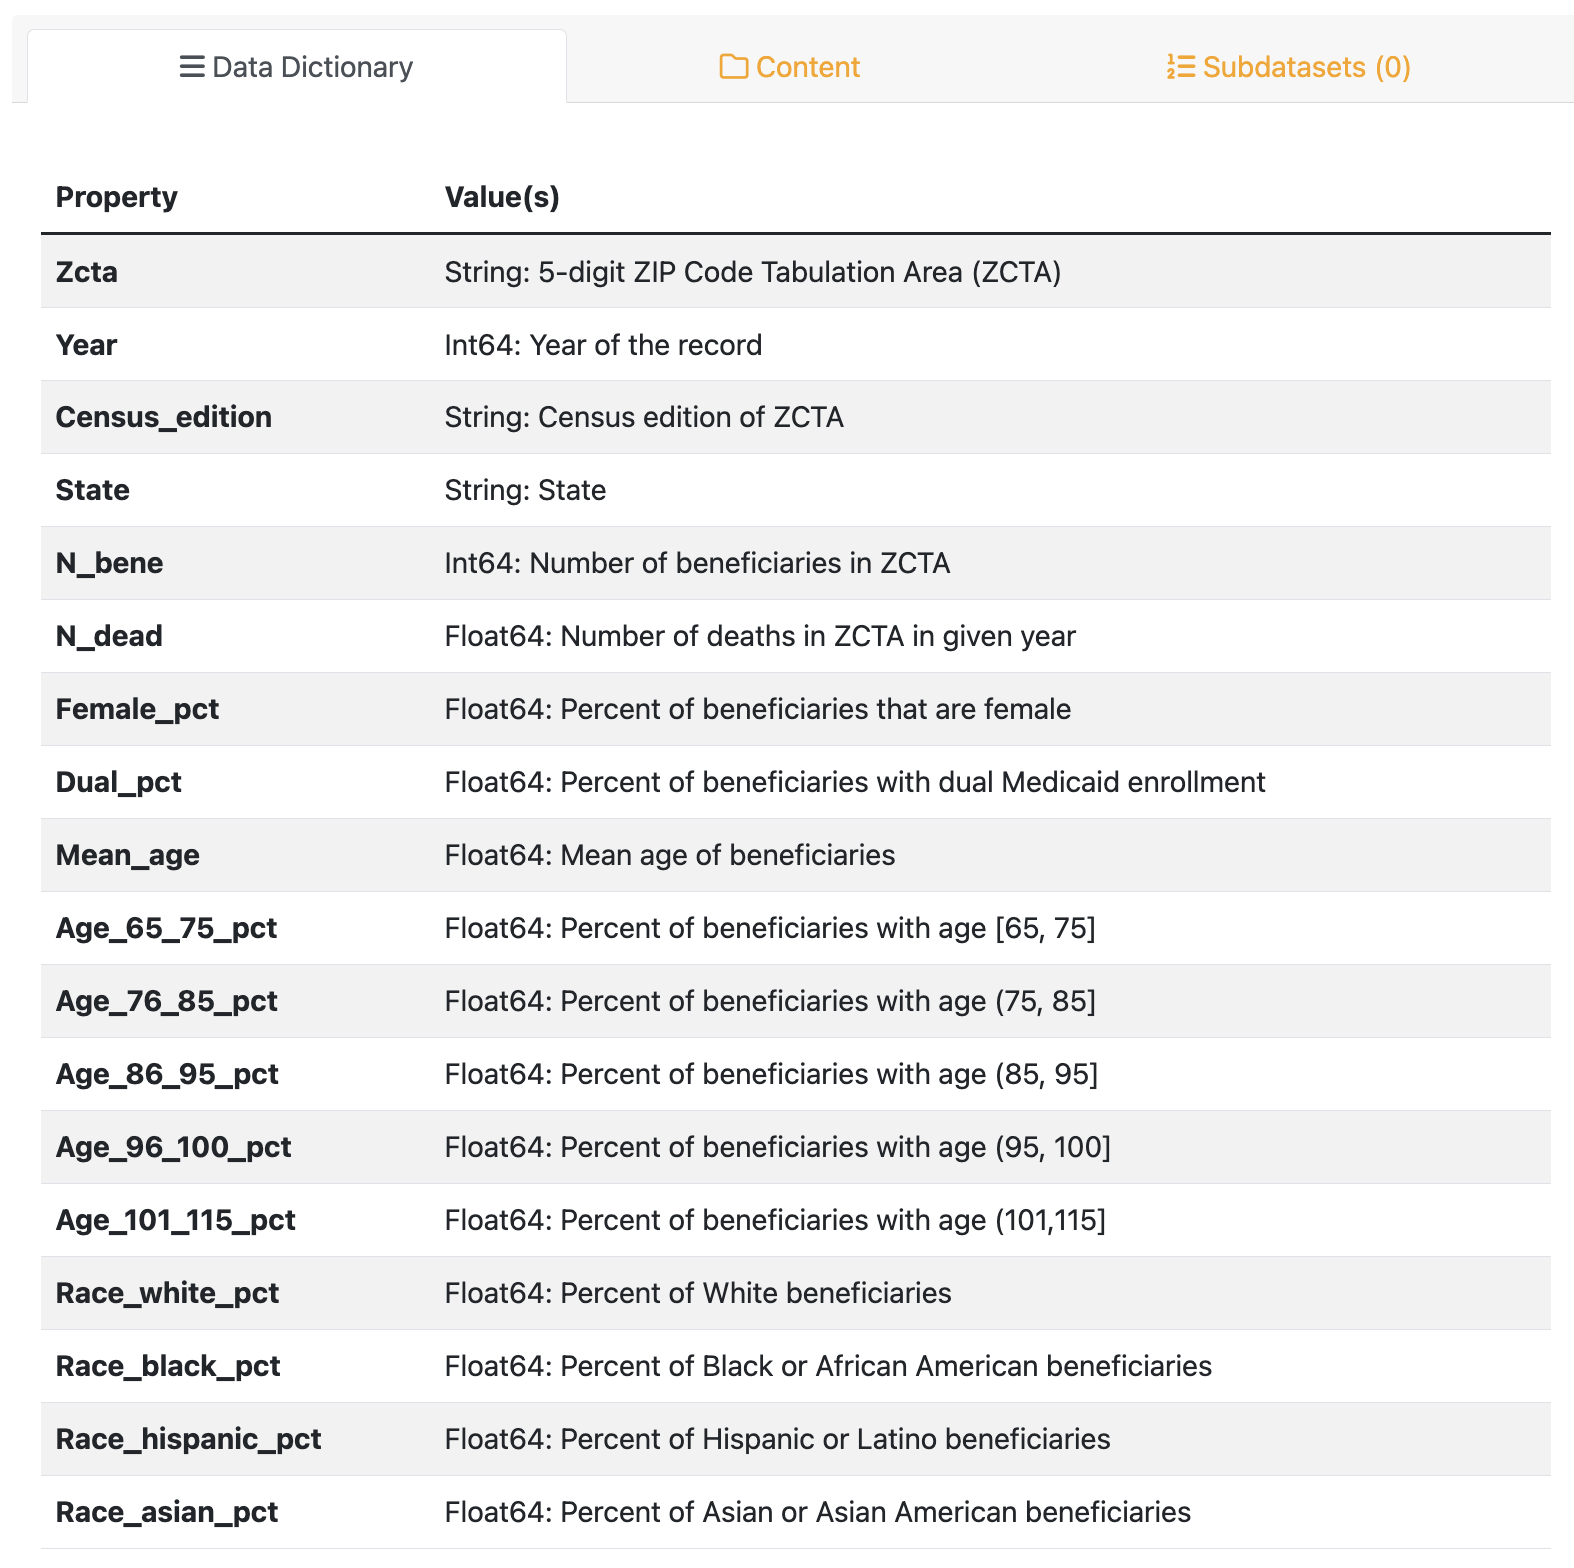 Data Dictionary Content Subdatasets (0)
Property Value(s)
Zcta String: 5-digit ZIP Code Tabulation Area (ZCTA)
Year Int64: Year of the record
Census_edition String: Census edition of ZCTA
State String: State
N_bene Int64: Number of beneficiaries in ZCTA
N_dead Float64: Number of deaths in ZCTA in given year
Female_pct Float64: Percent of beneficiaries that are female
Dual_pct Float64: Percent of beneficiaries with dual Medicaid enrollment
Mean_age Float64: Mean age of beneficiaries
Age_65_75_pct Float64: Percent of beneficiaries with age [65, 75]
Age_76_85_pct Float64: Percent of beneficiaries with age (75, 85]
Age_86_95_pct Float64: Percent of beneficiaries with age (85, 95]
Age_96_100_pct Float64: Percent of beneficiaries with age (95, 100]
Age_101_115_pct Float64: Percent of beneficiaries with age (101,115]
Race_white_pct Float64: Percent of White beneficiaries
Race_black_pct Float64: Percent of Black or African American beneficiaries
Race_hispanic_pct Float64: Percent of Hispanic or Latino beneficiaries
Race_asian_pct Float64: Percent of Asian or Asian American beneficiaries